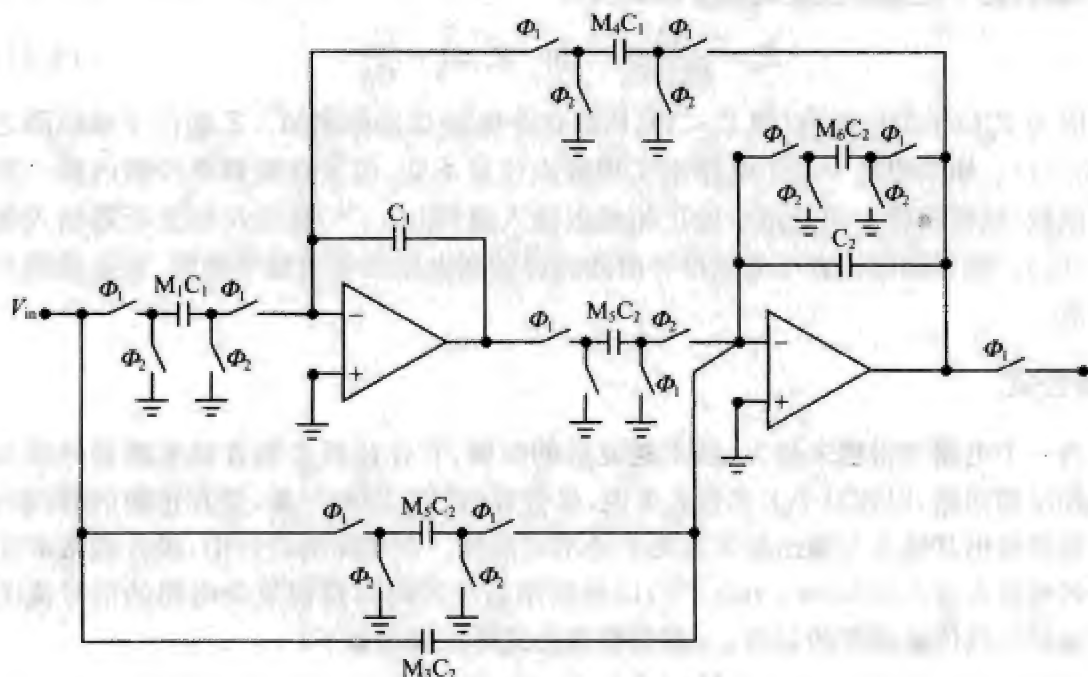 Φ₁ M₄C₁ Φ₁
Φ₂ Φ₂
Φ₁ M₆C₂ Φ₁
Φ₂ Φ₂
C₁
C₂
V_in Φ₁ M₁C₁ Φ₁
Φ₂ Φ₂
−
+
Φ₁ M₅C₂ Φ₂
Φ₁
−
+
Φ₁
Φ₁ M₅C₂ Φ₁
Φ₂ Φ₂
M₃C₂